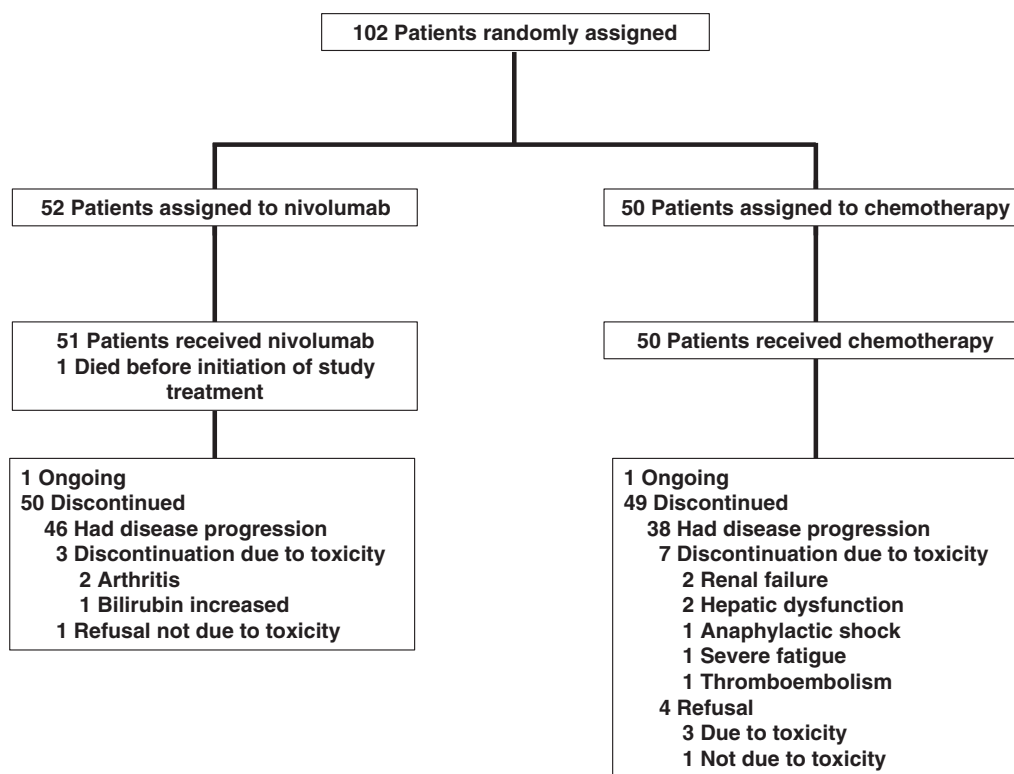 102 Patients randomly assigned
52 Patients assigned to nivolumab
50 Patients assigned to chemotherapy
51 Patients received nivolumab
1 Died before initiation of study
treatment
50 Patients received chemotherapy
1 Ongoing
50 Discontinued
46 Had disease progression
3 Discontinuation due to toxicity
2 Arthritis
1 Bilirubin increased
1 Refusal not due to toxicity
1 Ongoing
49 Discontinued
38 Had disease progression
7 Discontinuation due to toxicity
2 Renal failure
2 Hepatic dysfunction
1 Anaphylactic shock
1 Severe fatigue
1 Thromboembolism
4 Refusal
3 Due to toxicity
1 Not due to toxicity